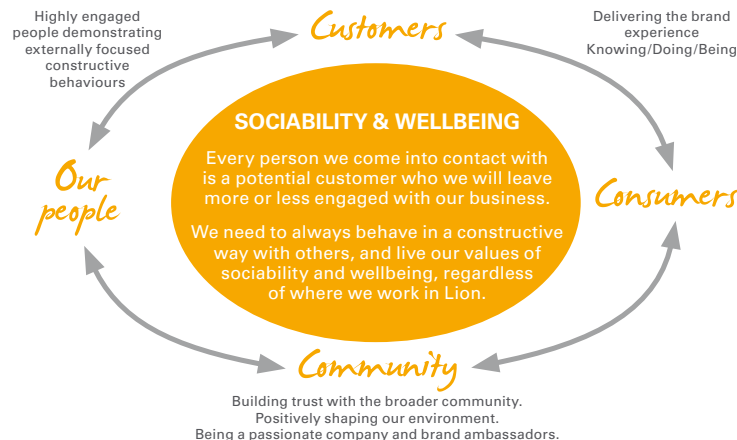 Highly engaged
people demonstrating
externally focused
constructive
behaviours
Customers
Delivering the brand
experience
Knowing/Doing/Being
SOCIABILITY & WELLBEING
Every person we come into contact with
is a potential customer who we will leave
more or less engaged with our business.
We need to always behave in a constructive
way with others, and live our values of
sociability and wellbeing, regardless
of where we work in Lion.
Our
people
Consumers
Community
Building trust with the broader community.
Positively shaping our environment.
Being a passionate company and brand ambassadors.